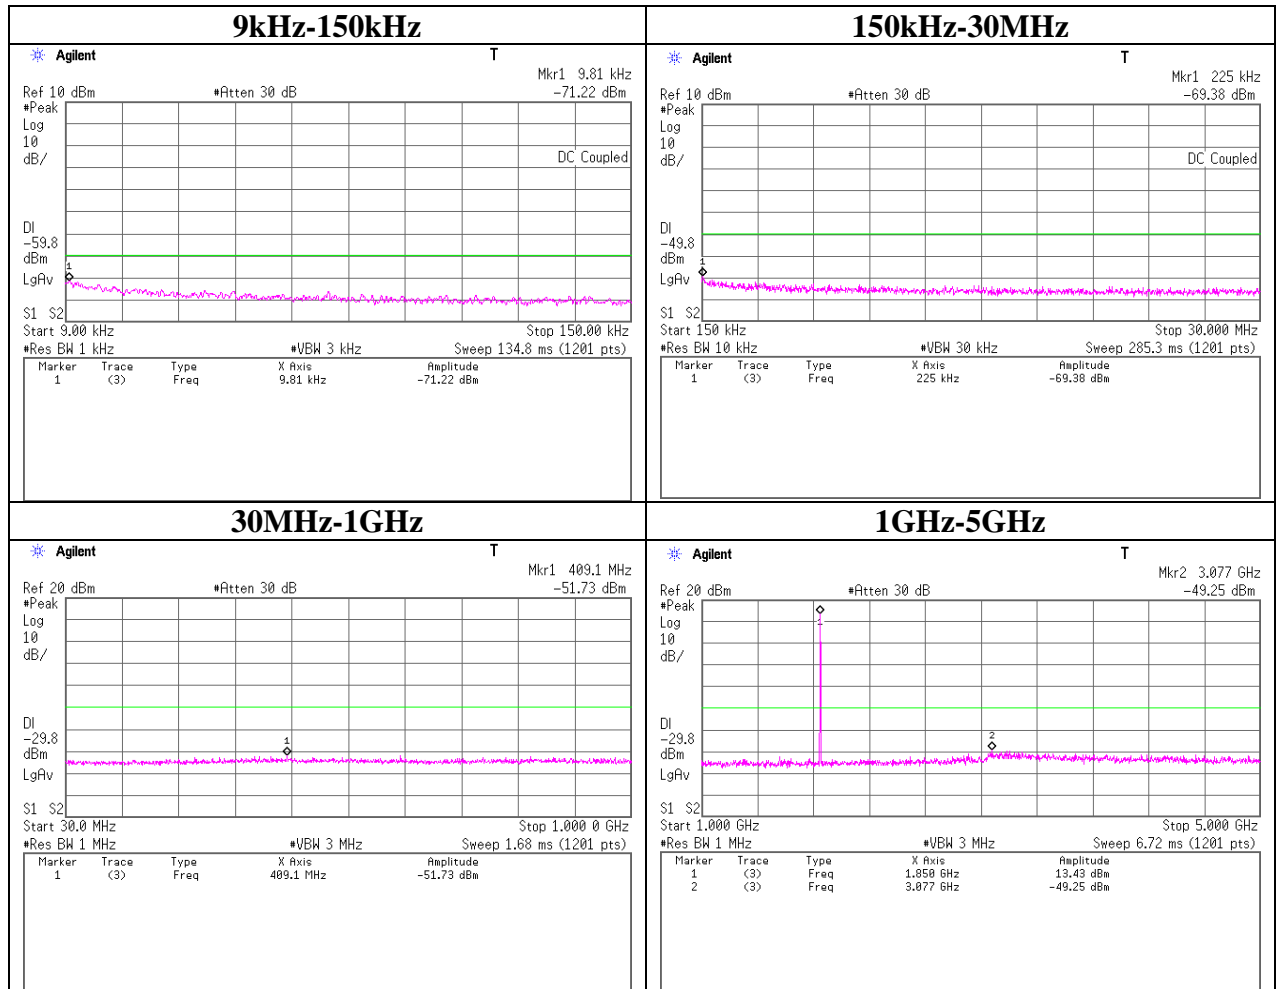 9kHz-150kHz
Agilent T
Mkr1 9.81 kHz
Ref 10 dBm #Atten 30 dB -71.22 dBm
#Peak
Log
10
dB/
DC Coupled
DI
-59.8
dBm
LgAv
1
S1 S2
Start 9.00 kHz Stop 150.00 kHz
#Res BW 1 kHz #VBW 3 kHz Sweep 134.8 ms (1201 pts)
Marker Trace Type X Axis Amplitude
1 (3) Freq 9.81 kHz -71.22 dBm
150kHz-30MHz
Agilent T
Mkr1 225 kHz
Ref 10 dBm #Atten 30 dB -69.38 dBm
#Peak
Log
10
dB/
DC Coupled
DI
-49.8
dBm
LgAv
1
S1 S2
Start 150 kHz Stop 30.000 MHz
#Res BW 10 kHz #VBW 30 kHz Sweep 285.3 ms (1201 pts)
Marker Trace Type X Axis Amplitude
1 (3) Freq 225 kHz -69.38 dBm
30MHz-1GHz
Agilent T
Mkr1 409.1 MHz
Ref 20 dBm #Atten 30 dB -51.73 dBm
#Peak
Log
10
dB/
DI
-29.8
dBm
LgAv
1
S1 S2
Start 30.0 MHz Stop 1.000 0 GHz
#Res BW 1 MHz #VBW 3 MHz Sweep 1.68 ms (1201 pts)
Marker Trace Type X Axis Amplitude
1 (3) Freq 409.1 MHz -51.73 dBm
1GHz-5GHz
Agilent T
Mkr2 3.077 GHz
Ref 20 dBm #Atten 30 dB -49.25 dBm
#Peak
Log
10
dB/
1
DI
-29.8
dBm
LgAv
2
S1 S2
Start 1.000 GHz Stop 5.000 GHz
#Res BW 1 MHz #VBW 3 MHz Sweep 6.72 ms (1201 pts)
Marker Trace Type X Axis Amplitude
1 (3) Freq 1.850 GHz 13.43 dBm
2 (3) Freq 3.077 GHz -49.25 dBm